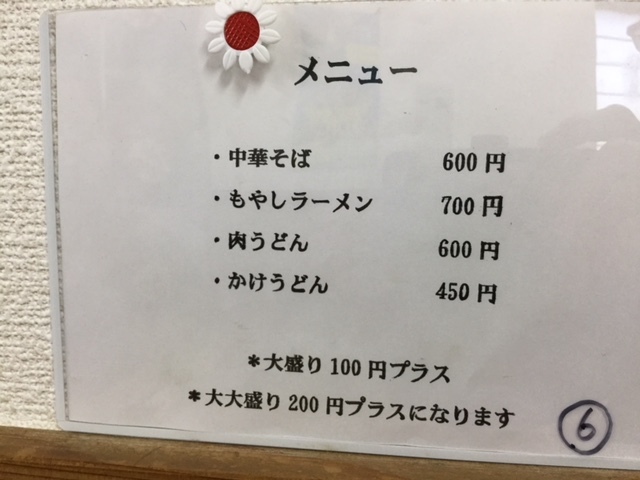 メニュー
・中華そば 600円
・もやしラーメン 700円
・肉うどん 600円
・かけうどん 450円
＊大盛り100円プラス
＊大大盛り200円プラスになります
⑥